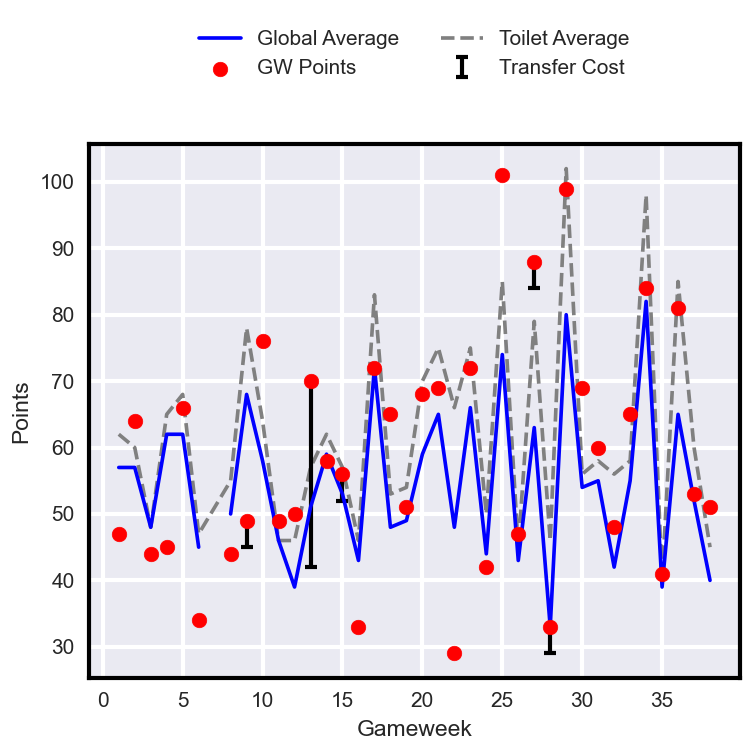 Global Average
Toilet Average
GW Points
Transfer Cost
100
90
80
70
60
50
40
30
Points
0 5 10 15 20 25 30 35
Gameweek